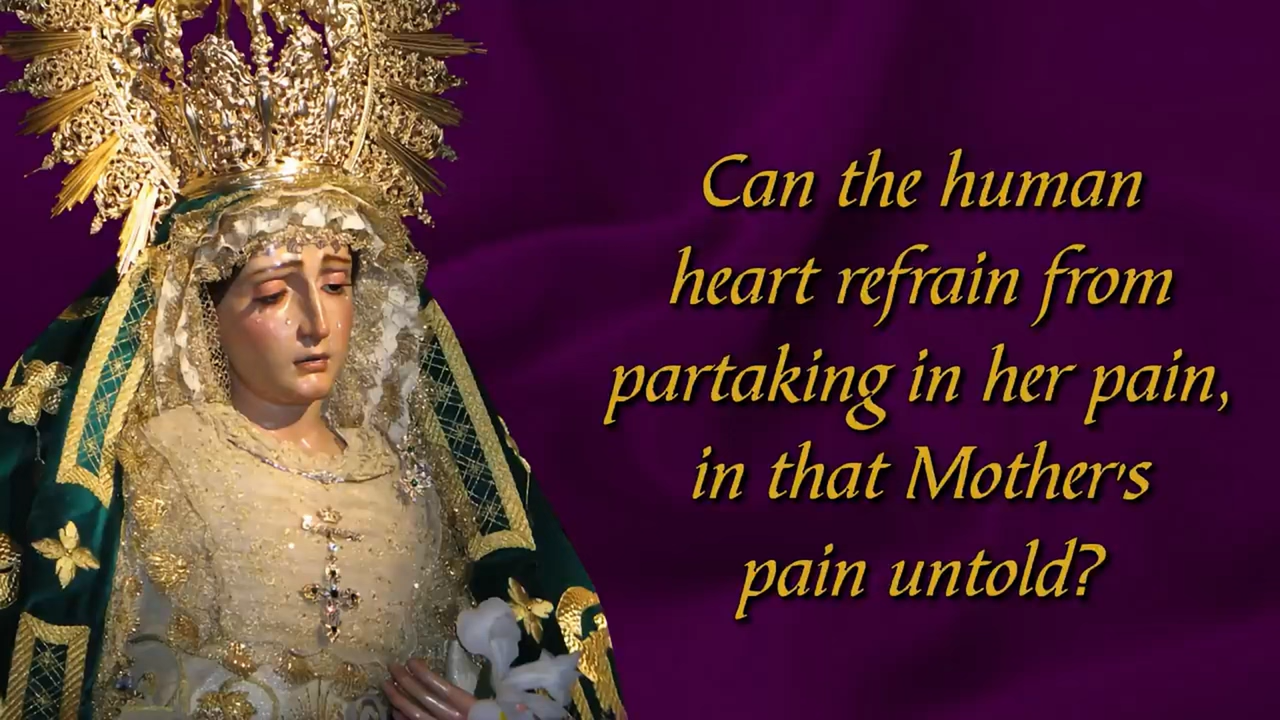 Can the human
heart refrain from
partaking in her pain,
in that Mother's
pain untold?